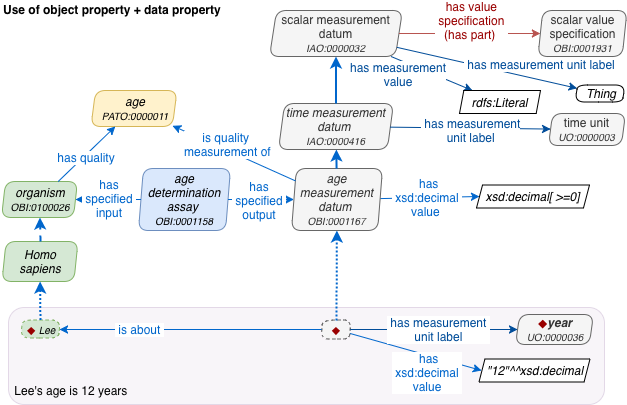 Use of object property + data property
scalar measurement
datum
IAO:0000032
has value
specification
(has part)
scalar value
specification
OBI:0001931
has measurement unit label
has measurement
value
rdfs:Literal
Thing
age
PATO:0000011
is quality
measurement of
time measurement
datum
IAO:0000416
has measurement
unit label
time unit
UO:0000003
has quality
organism
OBI:0100026
has
specified
input
age
determination
assay
OBI:0001158
has
specified
output
age
measurement
datum
OBI:0001167
has
xsd:decimal
value
xsd:decimal[ >=0]
Homo
sapiens
Lee
is about
has measurement
unit label
year
UO:0000036
has
xsd:decimal
value
"12"^^xsd:decimal
Lee's age is 12 years